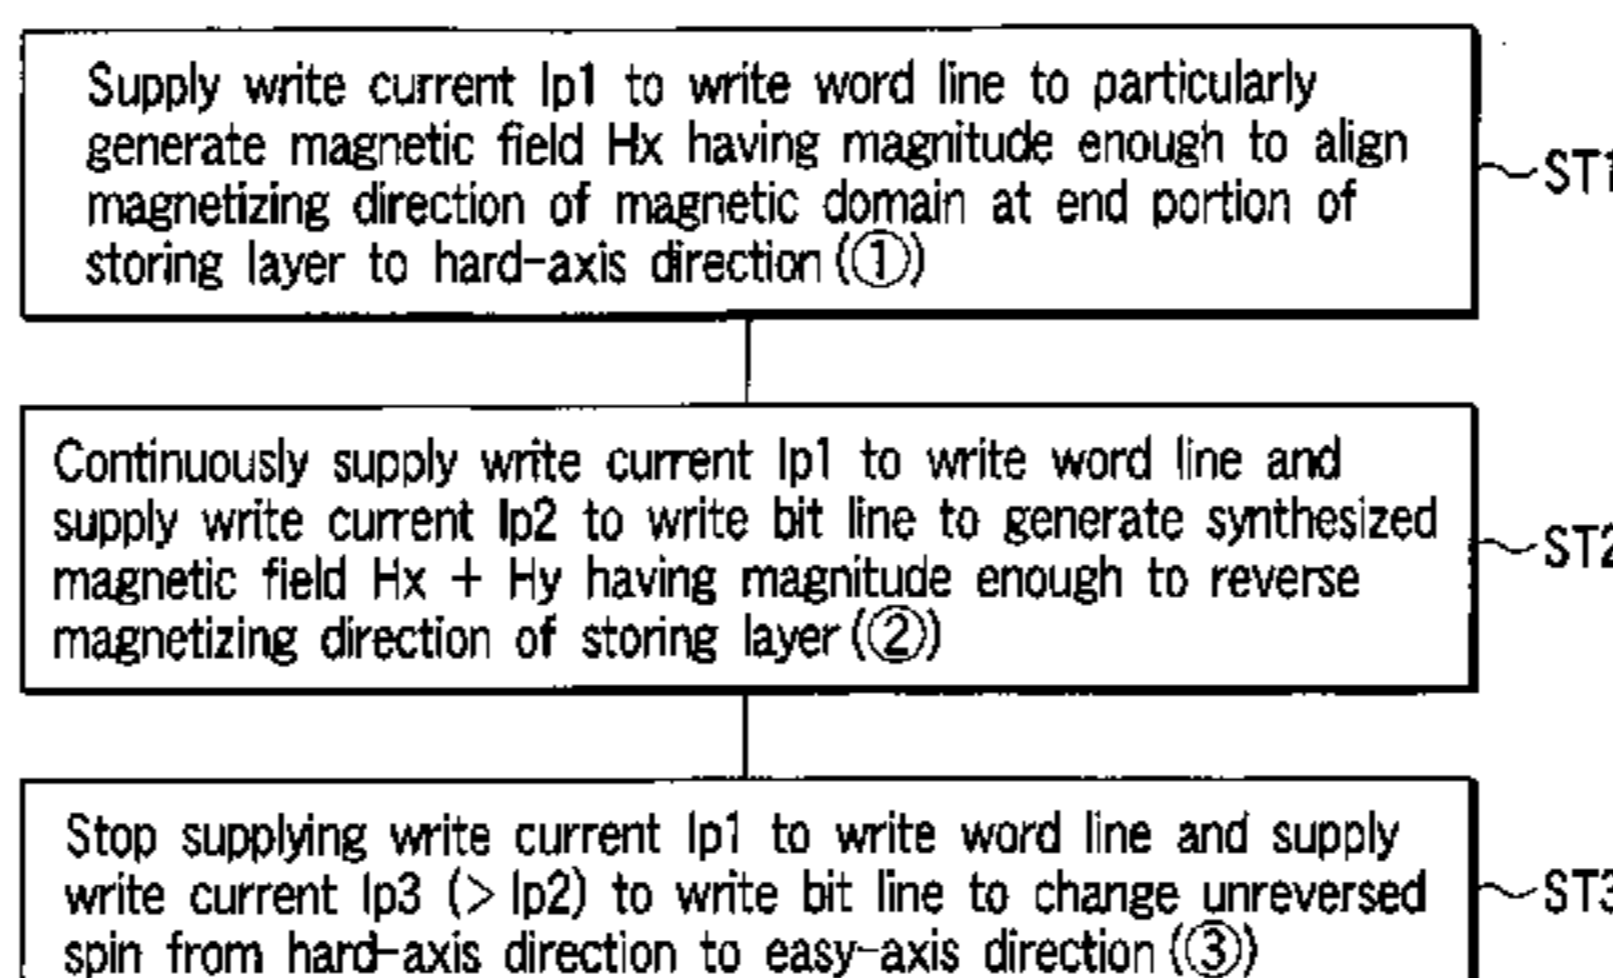 Supply write current Ip1 to write word line to particularly
generate magnetic field Hx having magnitude enough to align
magnetizing direction of magnetic domain at end portion of
storing layer to hard-axis direction (①)
ST1
Continuously supply write current Ip1 to write word line and
supply write current Ip2 to write bit line to generate synthesized
magnetic field Hx + Hy having magnitude enough to reverse
magnetizing direction of storing layer (②)
ST2
Stop supplying write current Ip1 to write word line and supply
write current Ip3 (> Ip2) to write bit line to change unreversed
spin from hard-axis direction to easy-axis direction (③)
ST3